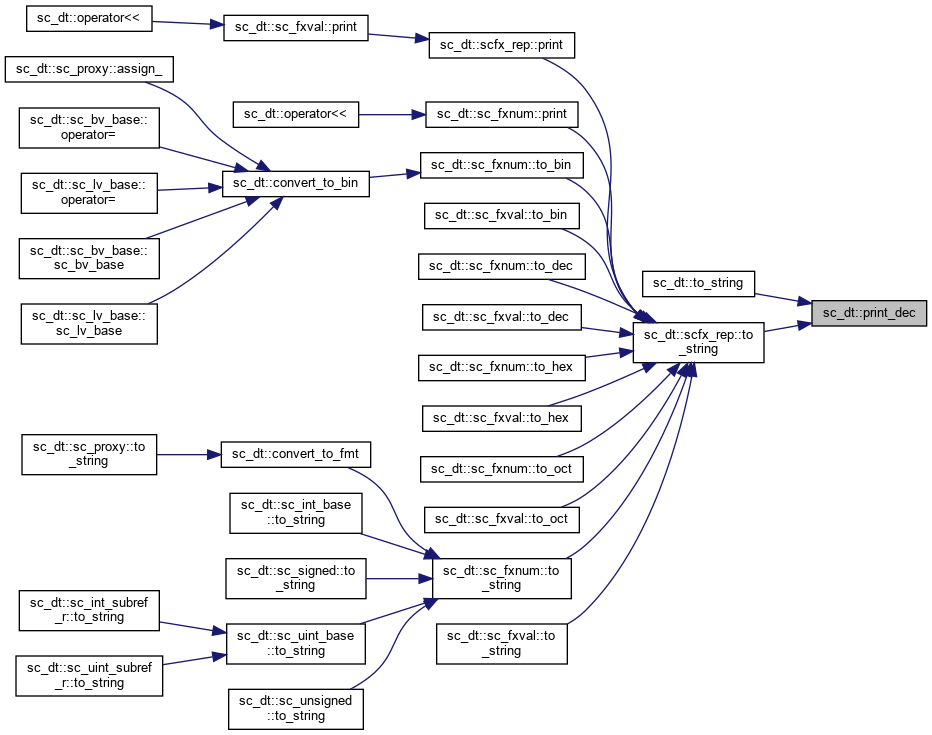 sc_dt::operator<<
sc_dt::sc_fxval::print
sc_dt::scfx_rep::print
sc_dt::sc_proxy::assign_
sc_dt::operator<<
sc_dt::sc_fxnum::print
sc_dt::sc_bv_base::
operator=
sc_dt::sc_fxnum::to_bin
sc_dt::convert_to_bin
sc_dt::sc_lv_base::
operator=
sc_dt::sc_fxval::to_bin
sc_dt::sc_bv_base::
sc_bv_base
sc_dt::sc_fxnum::to_dec
sc_dt::to_string
sc_dt::print_dec
sc_dt::sc_lv_base::
sc_lv_base
sc_dt::sc_fxval::to_dec
sc_dt::scfx_rep::to
_string
sc_dt::sc_fxnum::to_hex
sc_dt::sc_fxval::to_hex
sc_dt::sc_proxy::to
_string
sc_dt::convert_to_fmt
sc_dt::sc_fxnum::to_oct
sc_dt::sc_int_base
::to_string
sc_dt::sc_fxval::to_oct
sc_dt::sc_signed::to
_string
sc_dt::sc_fxnum::to
_string
sc_dt::sc_int_subref
_r::to_string
sc_dt::sc_uint_base
::to_string
sc_dt::sc_fxval::to
_string
sc_dt::sc_uint_subref
_r::to_string
sc_dt::sc_unsigned
::to_string